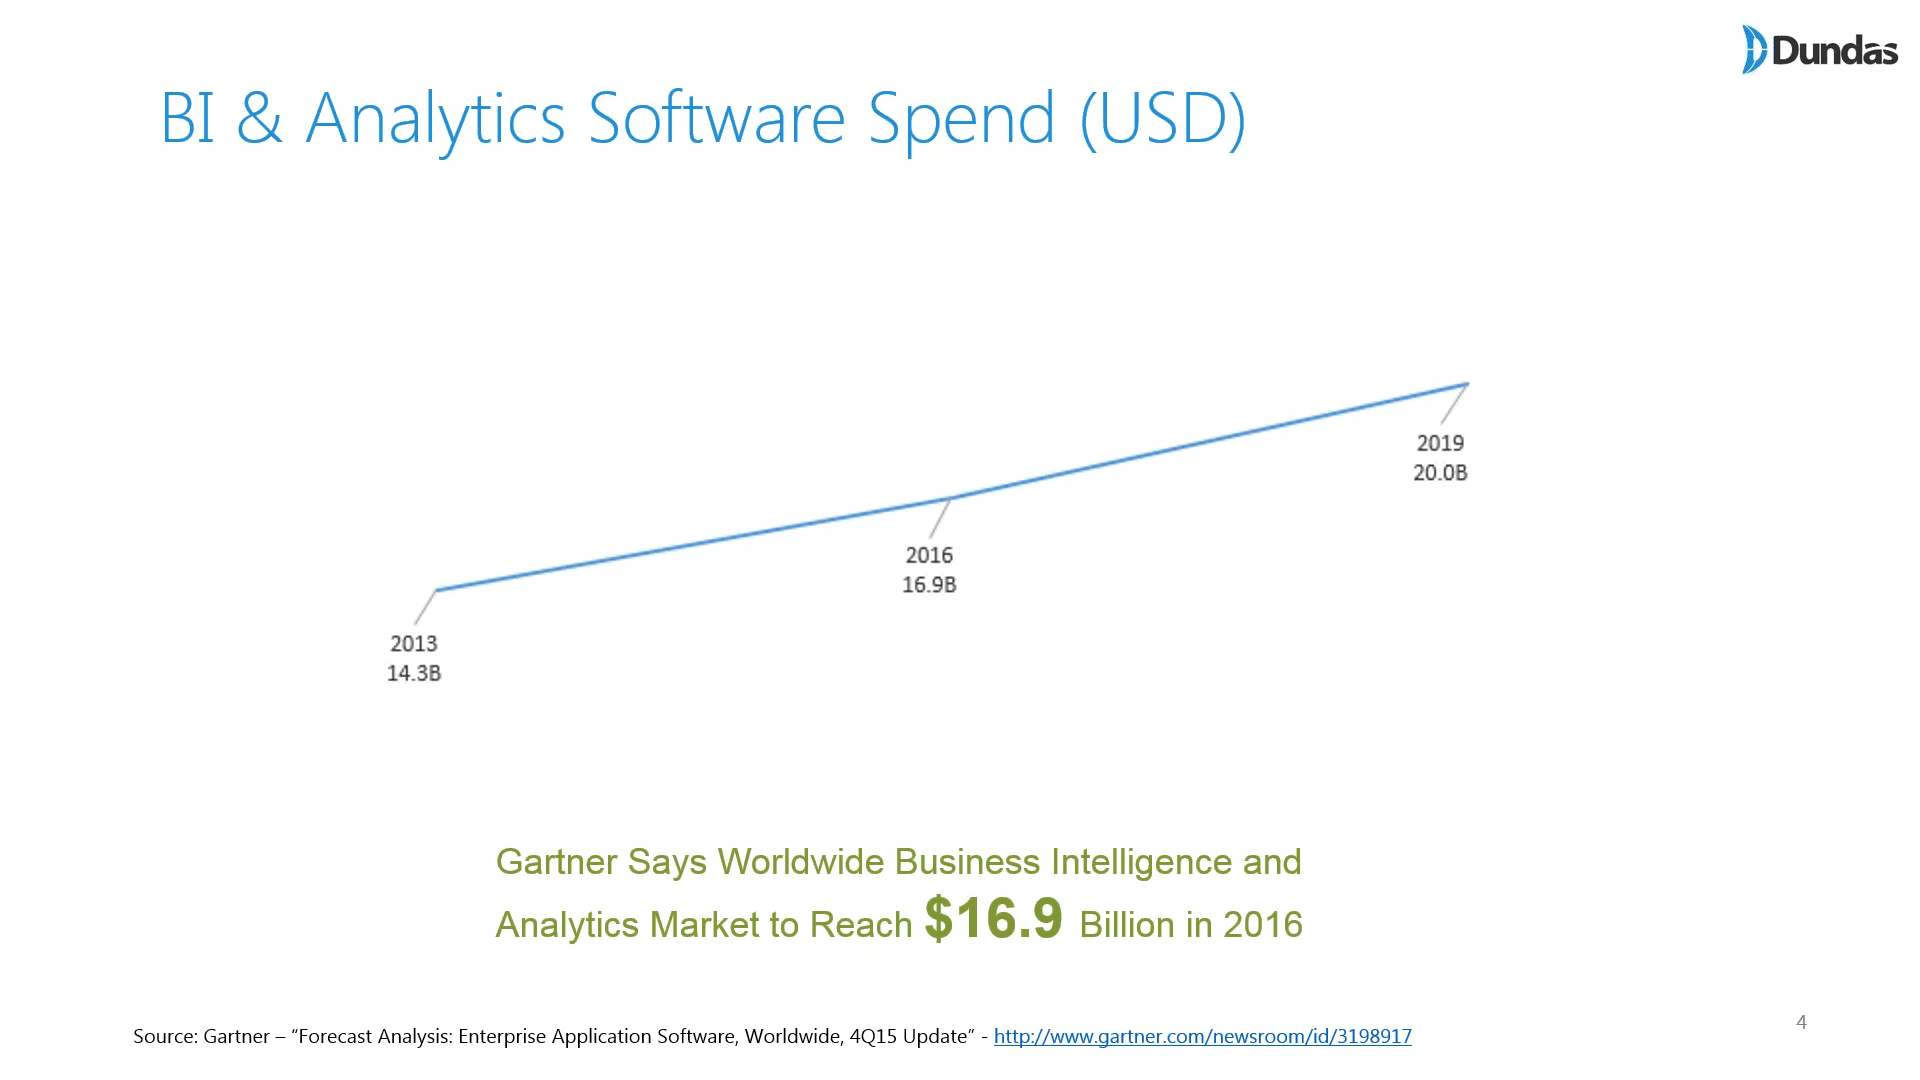 Dundas
BI & Analytics Software Spend (USD)
2019
20.0B
2016
16.9B
2013
14.3B
Gartner Says Worldwide Business Intelligence and
Analytics Market to Reach $16.9 Billion in 2016
Source: Gartner – “Forecast Analysis: Enterprise Application Software, Worldwide, 4Q15 Update” - http://www.gartner.com/newsroom/id/3198917
4